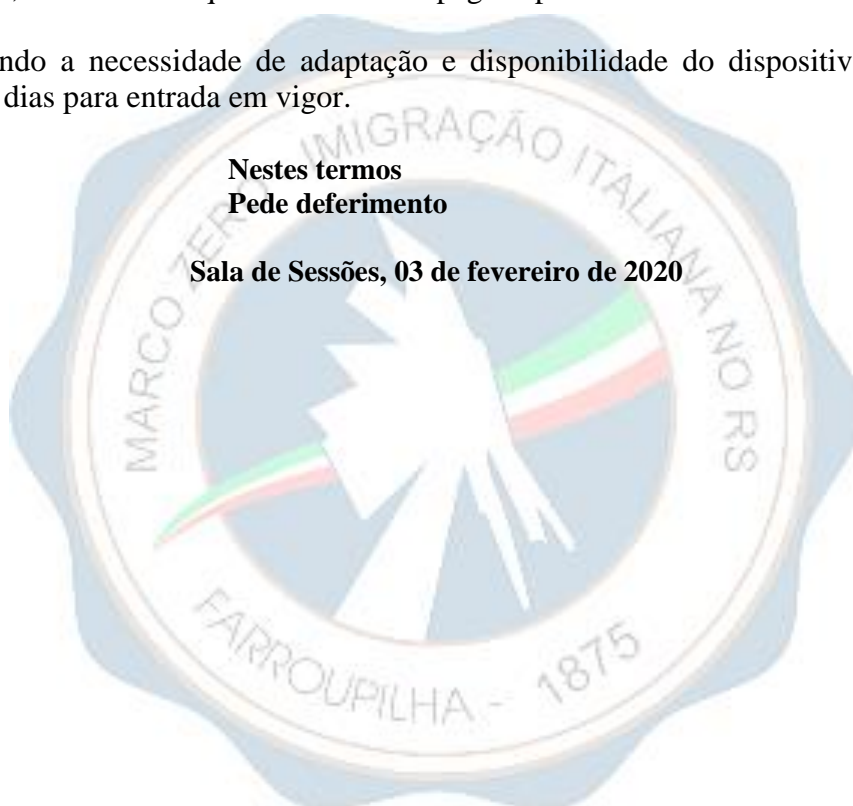 ndo a necessidade de adaptação e disponibilidade do dispositiv
dias para entrada em vigor.
Nestes termos
Pede deferimento
Sala de Sessões, 03 de fevereiro de 2020
MARCO ZERO IMIGRAÇÃO ITALIANA NO RS
FARROUPILHA - 1875